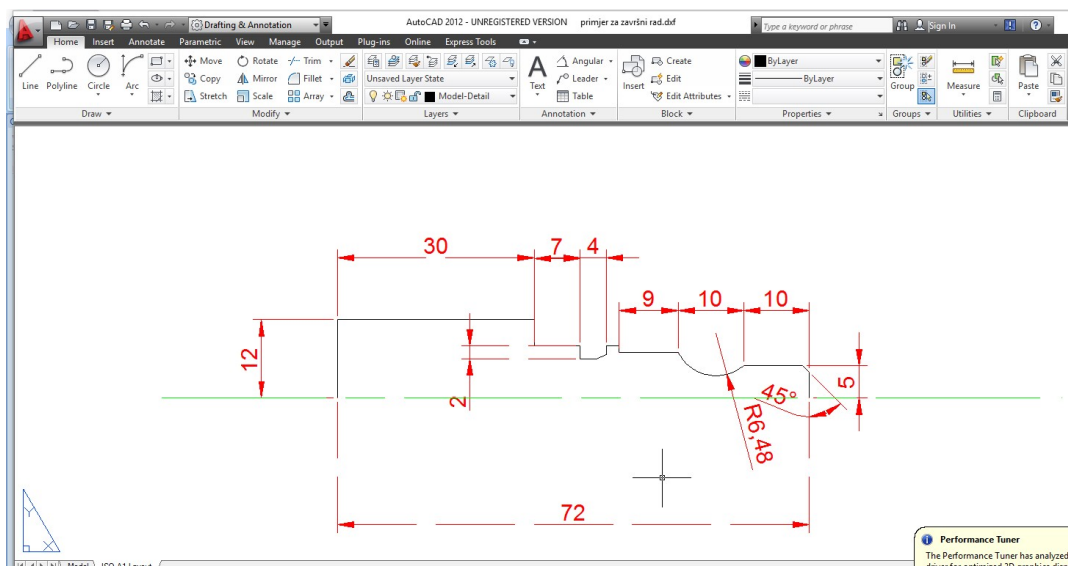 Drafting & Annotation
AutoCAD 2012 - UNREGISTERED VERSION primjer za završni rad.dxf
Type a keyword or phrase
Sign In
Home Insert Annotate Parametric View Manage Output Plug-ins Online Express Tools
Line Polyline Circle Arc
Move Rotate Trim
Copy Mirror Fillet
Stretch Scale Array
Unsaved Layer State
Model-Detail
Text
Angular
Leader
Table
Insert
Create
Edit
Edit Attributes
ByLayer
ByLayer
Group
Measure
Paste
Draw Modify Layers Annotation Block Properties Groups Utilities Clipboard
30 7 4
9 10 10
12
2
5
45°
R6,48
72
Y
X
Performance Tuner
The Performance Tuner has analyzed
Model ISO A1 Layout